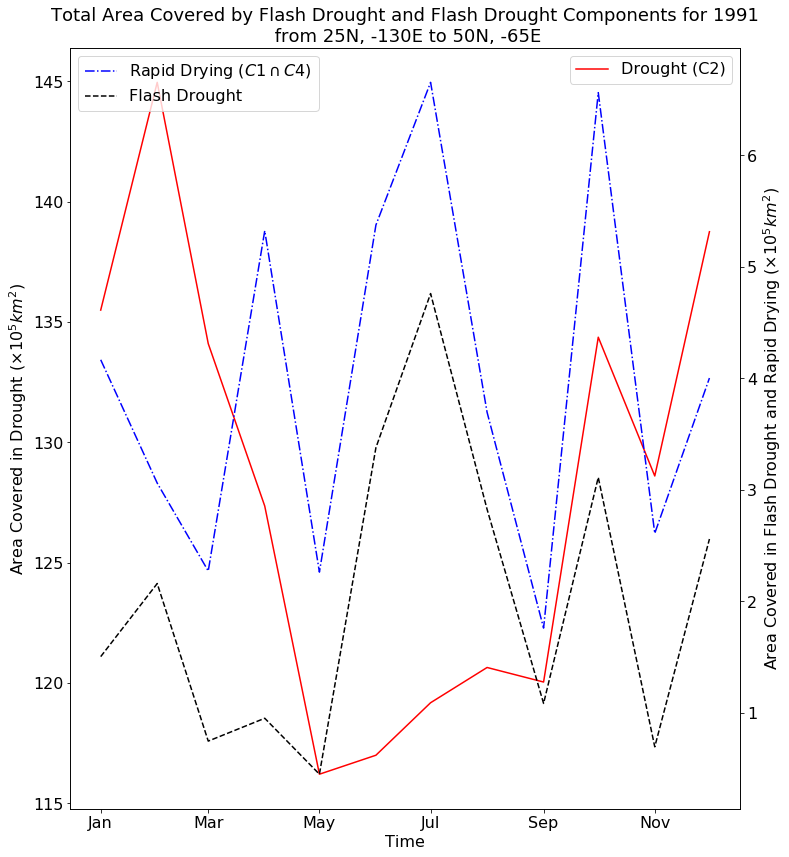 Total Area Covered by Flash Drought and Flash Drought Components for 1991
from 25N, -130E to 50N, -65E
Rapid Drying (C1 ∩ C4)
Flash Drought
Drought (C2)
Area Covered in Drought (×10⁵km²)
145
140
135
130
125
120
115
Area Covered in Flash Drought and Rapid Drying (×10⁵km²)
6
5
4
3
2
1
Jan Mar May Jul Sep Nov
Time